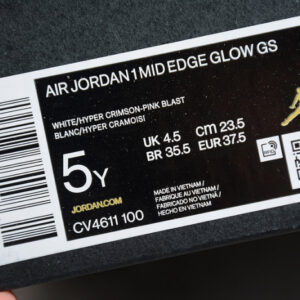 AIR JORDAN 1 MID EDGE GLOW GS
WHITE/HYPER CRIMSON-PINK BLAST
BLANC/HYPER CRAMOISI
5Y
UK 4.5 CM 23.5
BR 35.5 EUR 37.5
JORDAN.COM
CV4611 100
MADE IN VIETNAM /
FABRIQUÉ AU VIETNAM /
FABRICADO NO VIETNÃ /
HECHO EN VIETNAM